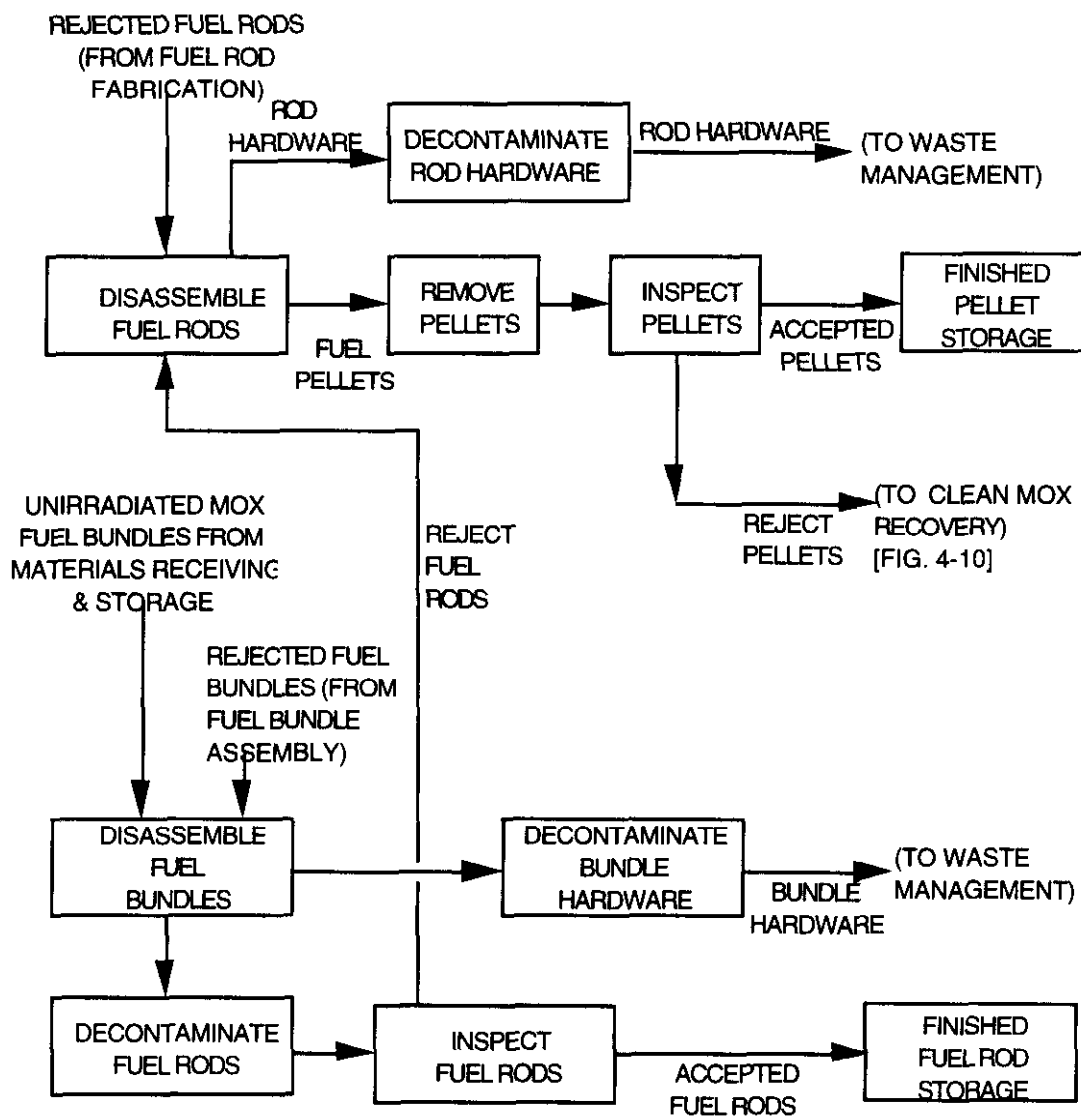 REJECTED FUEL RODS
(FROM FUEL ROD
FABRICATION)
ROD
HARDWARE
DECONTAMINATE
ROD HARDWARE
ROD HARDWARE
(TO WASTE
MANAGEMENT)
DISASSEMBLE
FUEL RODS
FUEL
PELLETS
REMOVE
PELLETS
INSPECT
PELLETS
ACCEPTED
PELLETS
FINISHED
PELLET
STORAGE
REJECT
PELLETS
(TO CLEAN MOX
RECOVERY)
[FIG. 4-10]
UNIRRADIATED MOX
FUEL BUNDLES FROM
MATERIALS RECEIVING
& STORAGE
REJECT
FUEL
RODS
REJECTED FUEL
BUNDLES (FROM
FUEL BUNDLE
ASSEMBLY)
DISASSEMBLE
FUEL
BUNDLES
DECONTAMINATE
BUNDLE
HARDWARE
BUNDLE
HARDWARE
(TO WASTE
MANAGEMENT)
DECONTAMINATE
FUEL RODS
INSPECT
FUEL RODS
ACCEPTED
FUEL RODS
FINISHED
FUEL ROD
STORAGE